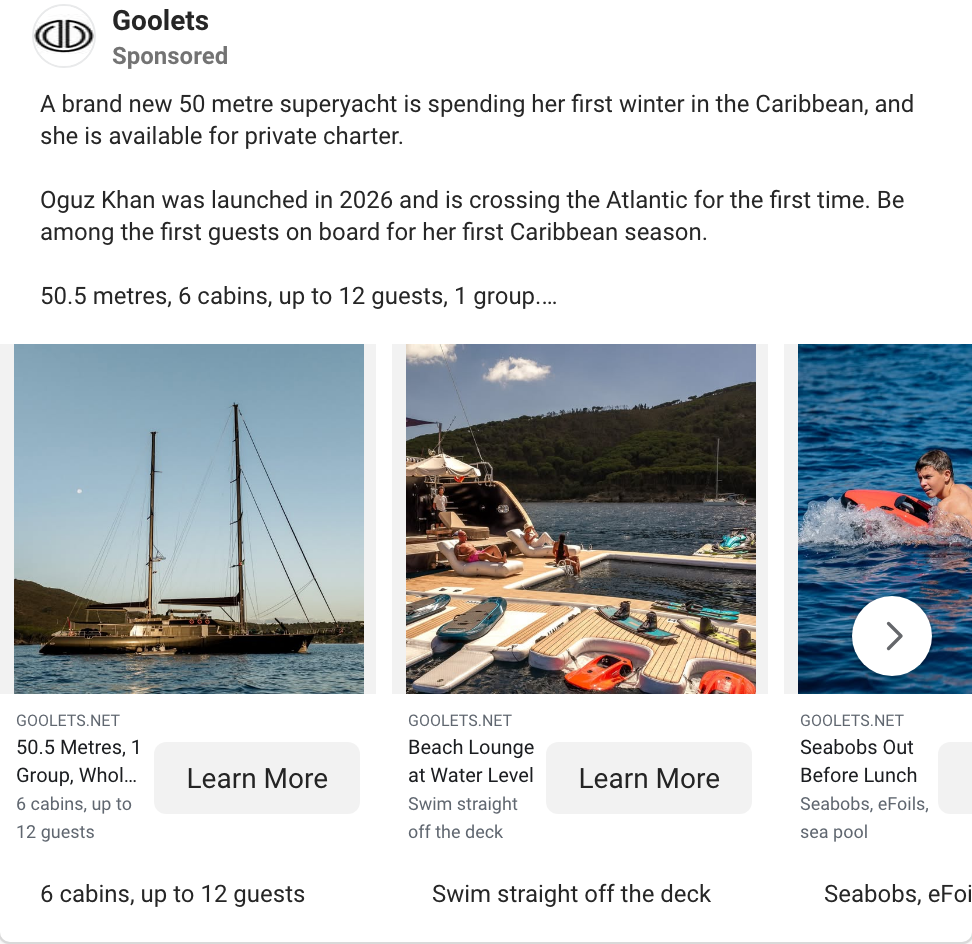 Goolets
Sponsored
A brand new 50 metre superyacht is spending her first winter in the Caribbean, and
she is available for private charter.
Oguz Khan was launched in 2026 and is crossing the Atlantic for the first time. Be
among the first guests on board for her first Caribbean season.
50.5 metres, 6 cabins, up to 12 guests, 1 group....
GOOLETS.NET
50.5 Metres, 1
Group, Whol...
6 cabins, up to
12 guests
Learn More
6 cabins, up to 12 guests
GOOLETS.NET
Beach Lounge
at Water Level
Swim straight
off the deck
Learn More
Swim straight off the deck
GOOLETS.NET
Seabobs Out
Before Lunch
Seabobs, eFoils,
sea pool
Seabobs, eFoi